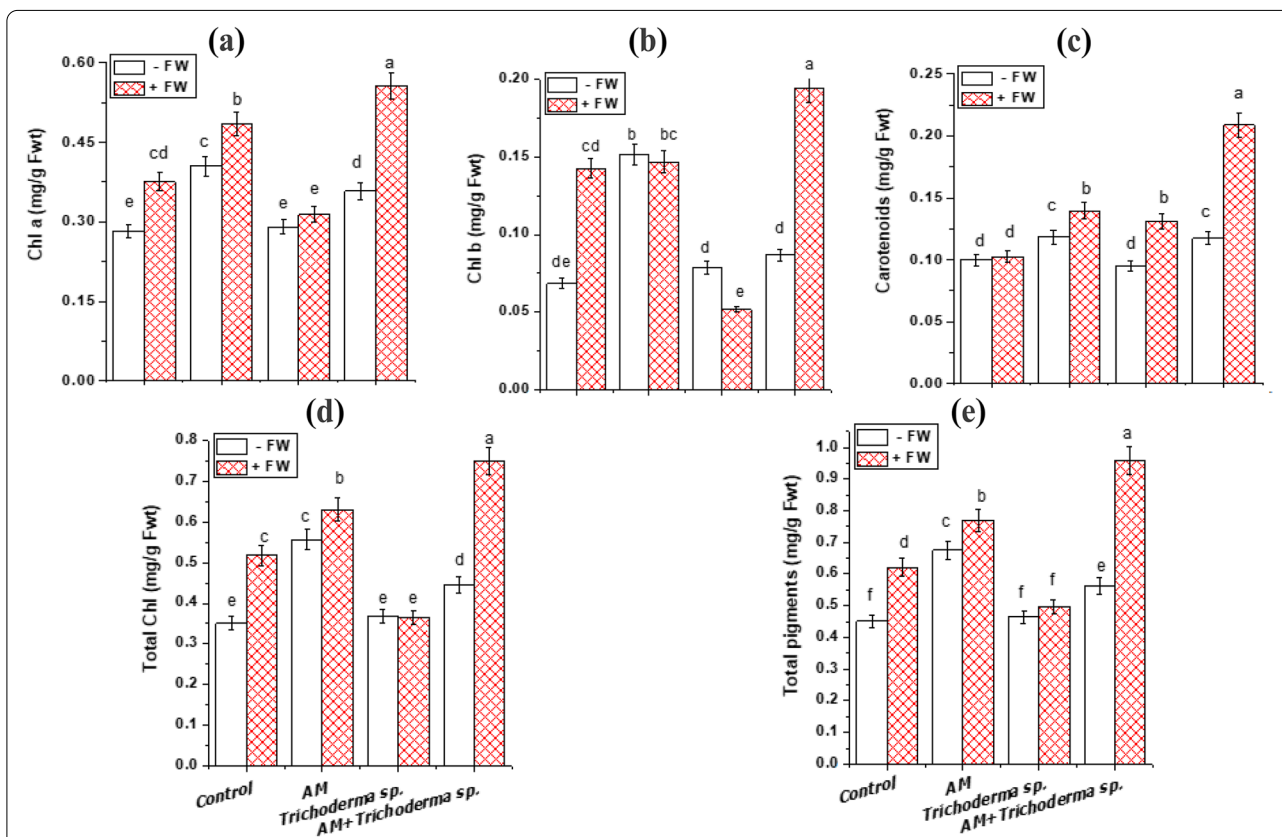 (a)
- FW
+ FW
Chl a (mg/g Fwt)
0.60
0.45
0.30
0.15
0.00
e
cd
c
b
e
e
d
a
(b)
- FW
+ FW
Chl b (mg/g Fwt)
0.20
0.15
0.10
0.05
0.00
de
cd
b
bc
d
e
d
a
(c)
- FW
+ FW
Carotenoids (mg/g Fwt)
0.25
0.20
0.15
0.10
0.05
0.00
d
d
c
b
d
b
c
a
(d)
- FW
+ FW
Total Chl (mg/g Fwt)
0.8
0.7
0.6
0.5
0.4
0.3
0.2
0.1
0.0
e
c
c
b
e
e
d
a
Control
AM
Trichoderma sp.
AM+Trichoderma sp.
(e)
- FW
+ FW
Total pigments (mg/g Fwt)
1.0
0.9
0.8
0.7
0.6
0.5
0.4
0.3
0.2
0.1
0.0
f
d
c
b
f
f
e
a
Control
AM
Trichoderma sp.
AM+Trichoderma sp.